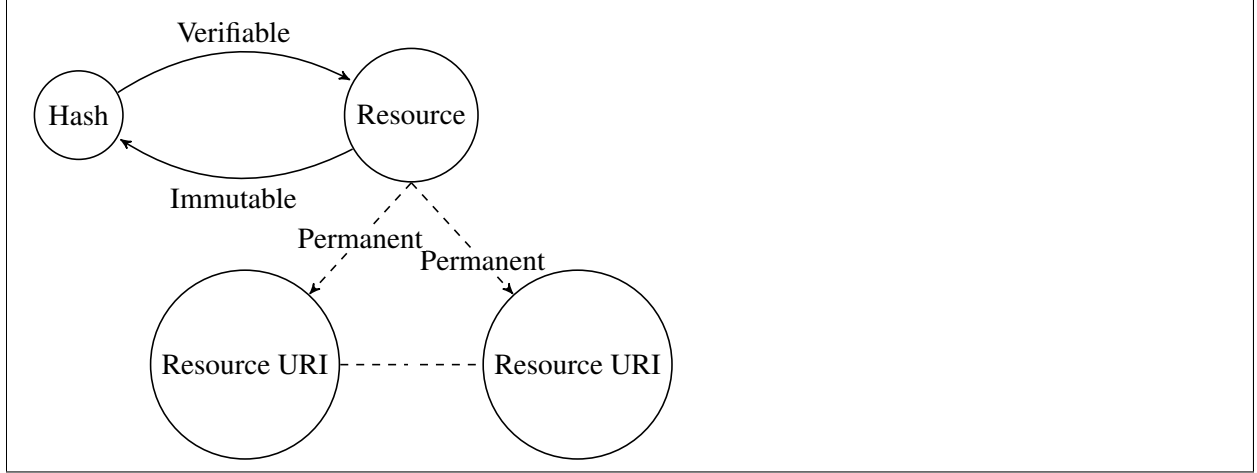 Verifiable
Hash
Resource
Immutable
Permanent
Permanent
Resource URI
Resource URI